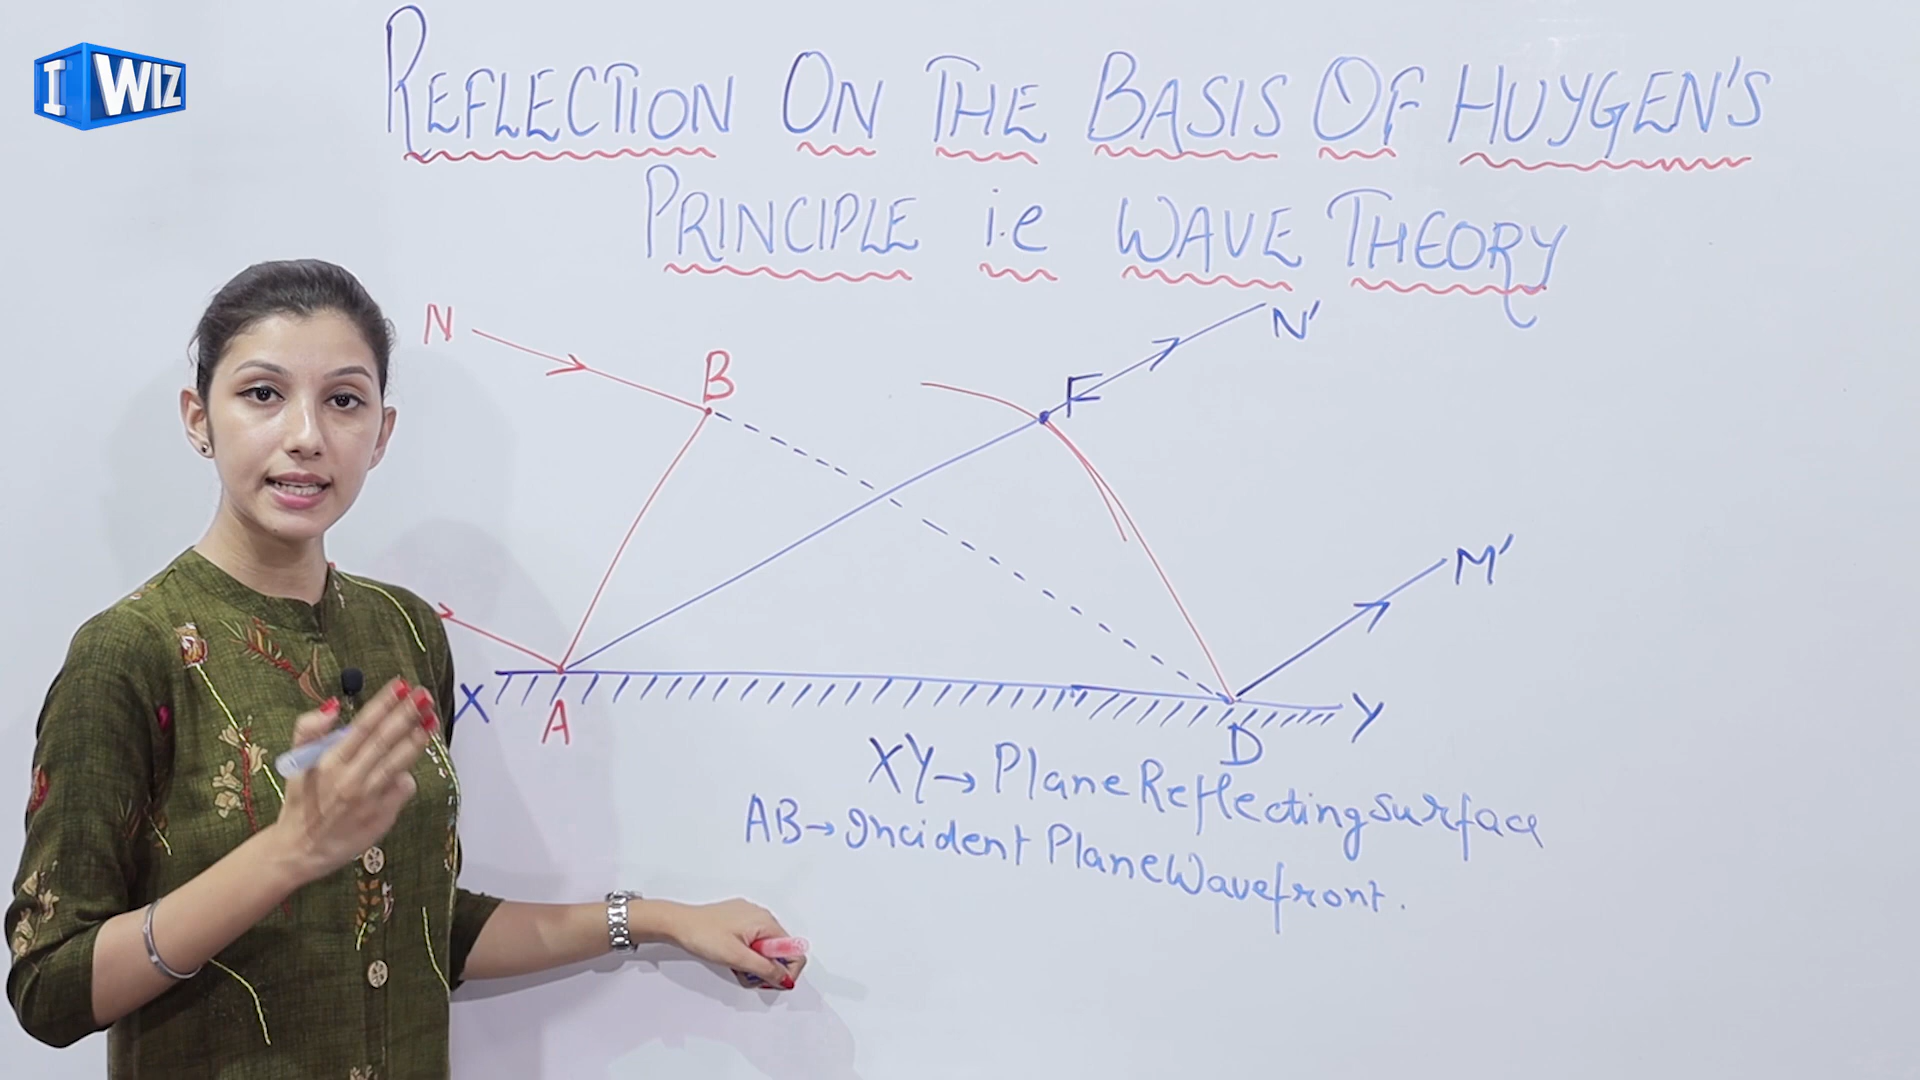 I WIZ
REFLECTION ON THE BASIS OF HUYGEN'S
PRINCIPLE i.e WAVE THEORY
N
B
F
N'
M'
X
A
D
Y
XY→Plane Reflecting surface
AB→Incident Plane Wavefront.